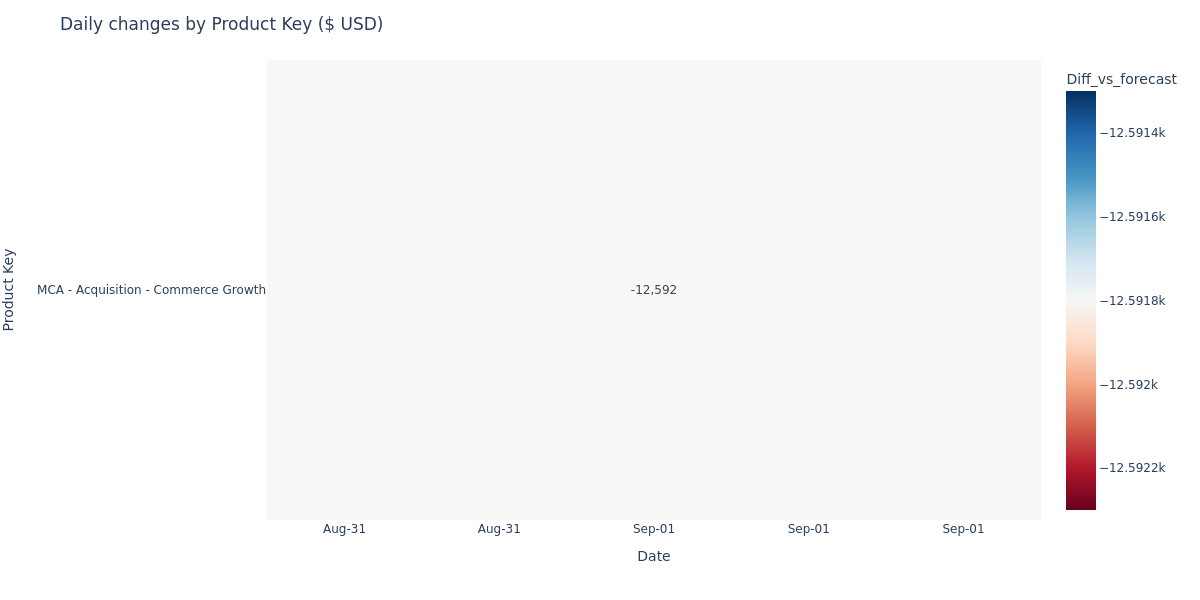 Daily changes by Product Key ($ USD)
Diff_vs_forecast
−12.5914k
−12.5916k
−12.5918k
−12.592k
−12.5922k
Product Key
MCA - Acquisition - Commerce Growth
-12,592
Aug-31 Aug-31 Sep-01 Sep-01 Sep-01
Date